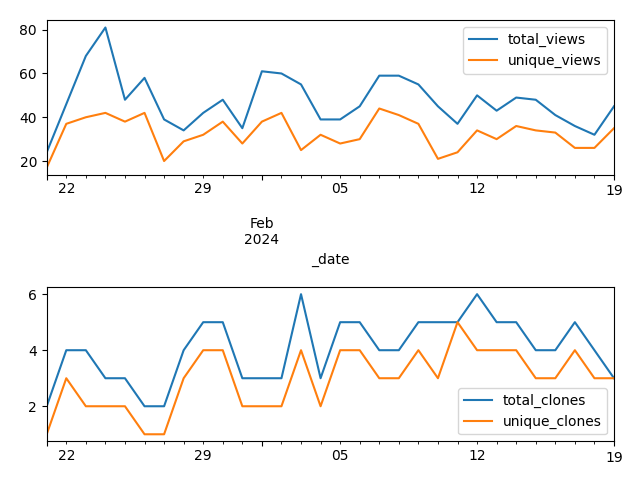 80
60
40
20
total_views
unique_views
22 29 05 12 19
Feb
2024
_date
6
4
2
total_clones
unique_clones
22 29 05 12 19